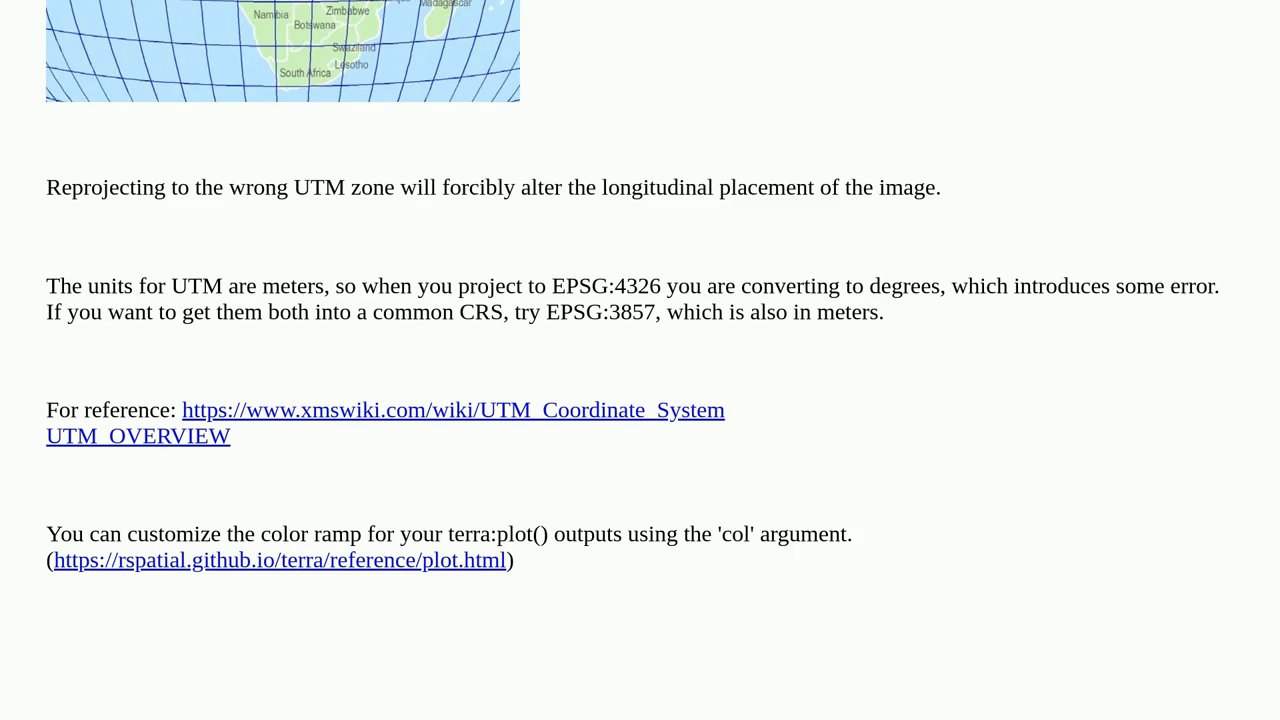 Namibia
Zimbabwe
Madagascar
Botswana
Swaziland
Lesotho
South Africa
Reprojecting to the wrong UTM zone will forcibly alter the longitudinal placement of the image.
The units for UTM are meters, so when you project to EPSG:4326 you are converting to degrees, which introduces some error.
If you want to get them both into a common CRS, try EPSG:3857, which is also in meters.
For reference: https://www.xmswiki.com/wiki/UTM_Coordinate_System
UTM_OVERVIEW
You can customize the color ramp for your terra:plot() outputs using the 'col' argument.
(https://rspatial.github.io/terra/reference/plot.html)